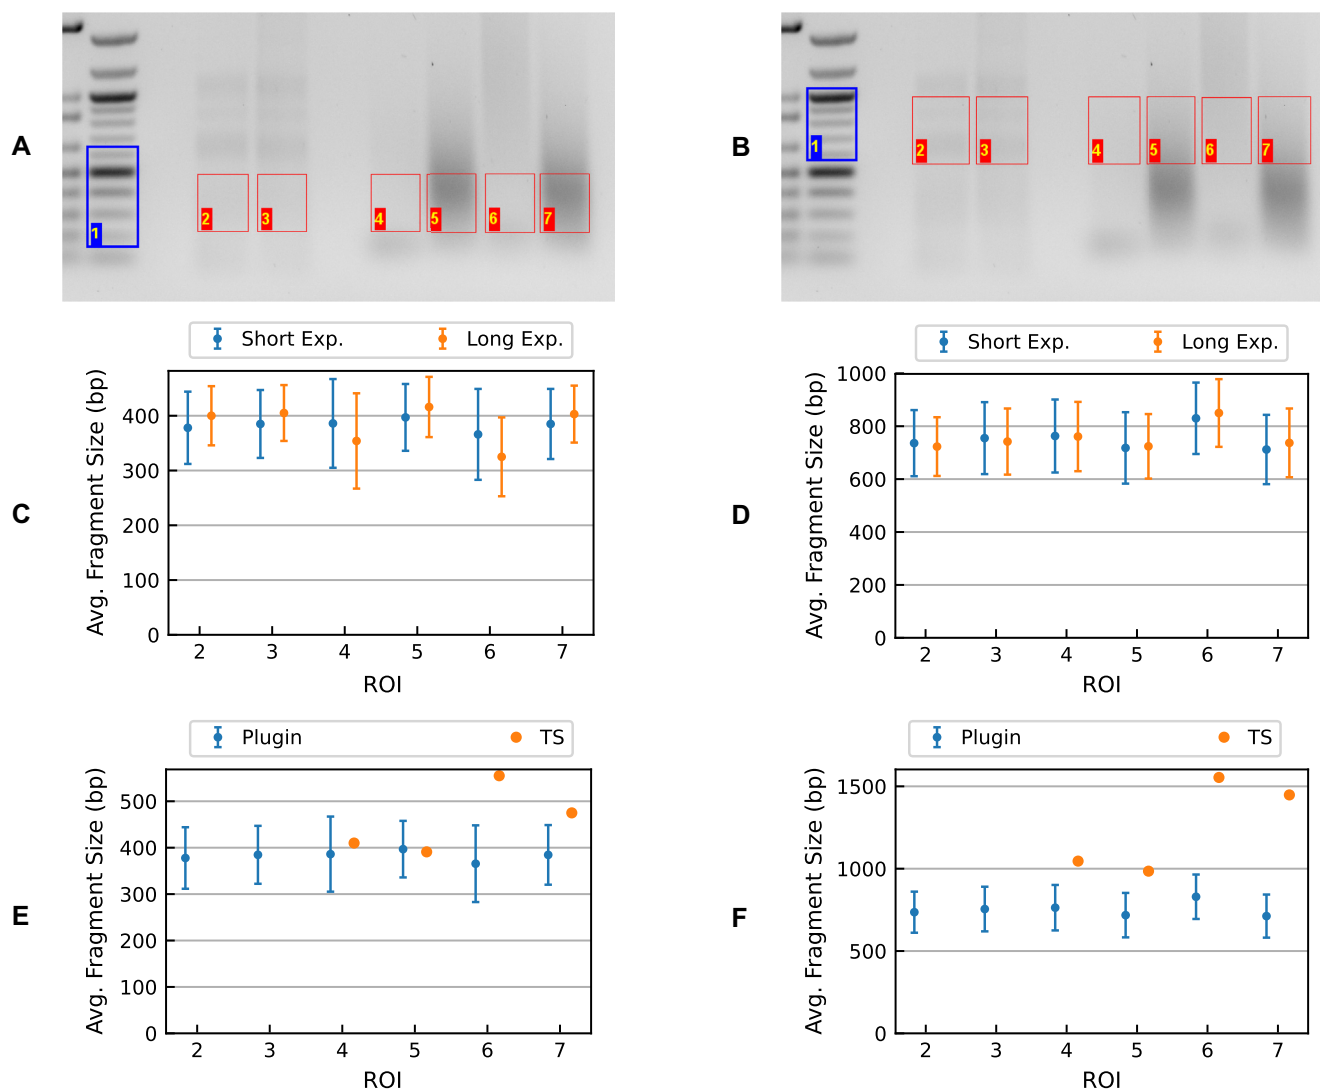 A
1
2
3
4
5
6
7
B
1
2
3
4
5
6
7
C
Short Exp. Long Exp.
Avg. Fragment Size (bp)
400
300
200
100
0
2 3 4 5 6 7
ROI
D
Short Exp. Long Exp.
Avg. Fragment Size (bp)
1000
800
600
400
200
0
2 3 4 5 6 7
ROI
E
Plugin TS
Avg. Fragment Size (bp)
500
400
300
200
100
0
2 3 4 5 6 7
ROI
F
Plugin TS
Avg. Fragment Size (bp)
1500
1000
500
0
2 3 4 5 6 7
ROI